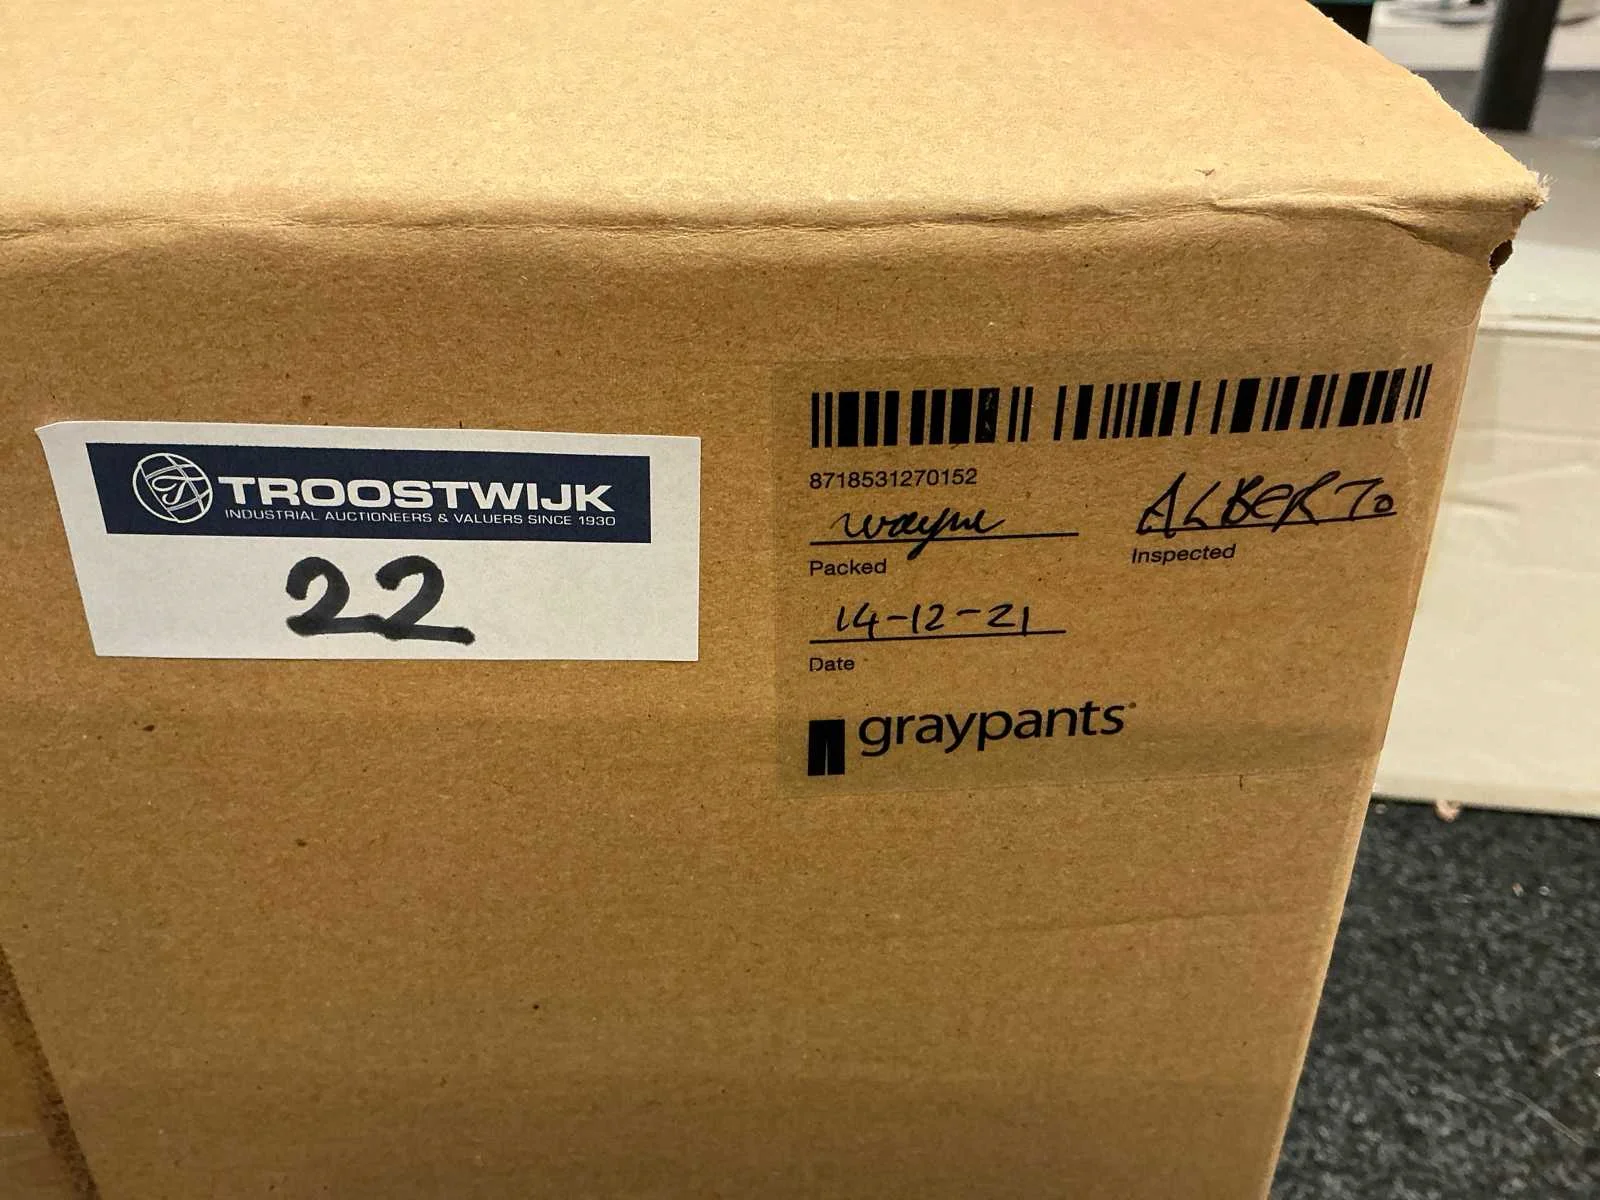 TROOSTWIJK
INDUSTRIAL AUCTIONEERS & VALUERS SINCE 1930
22
8718531270152
wayne
Packed
ALBERTO
Inspected
14-12-21
Date
graypants